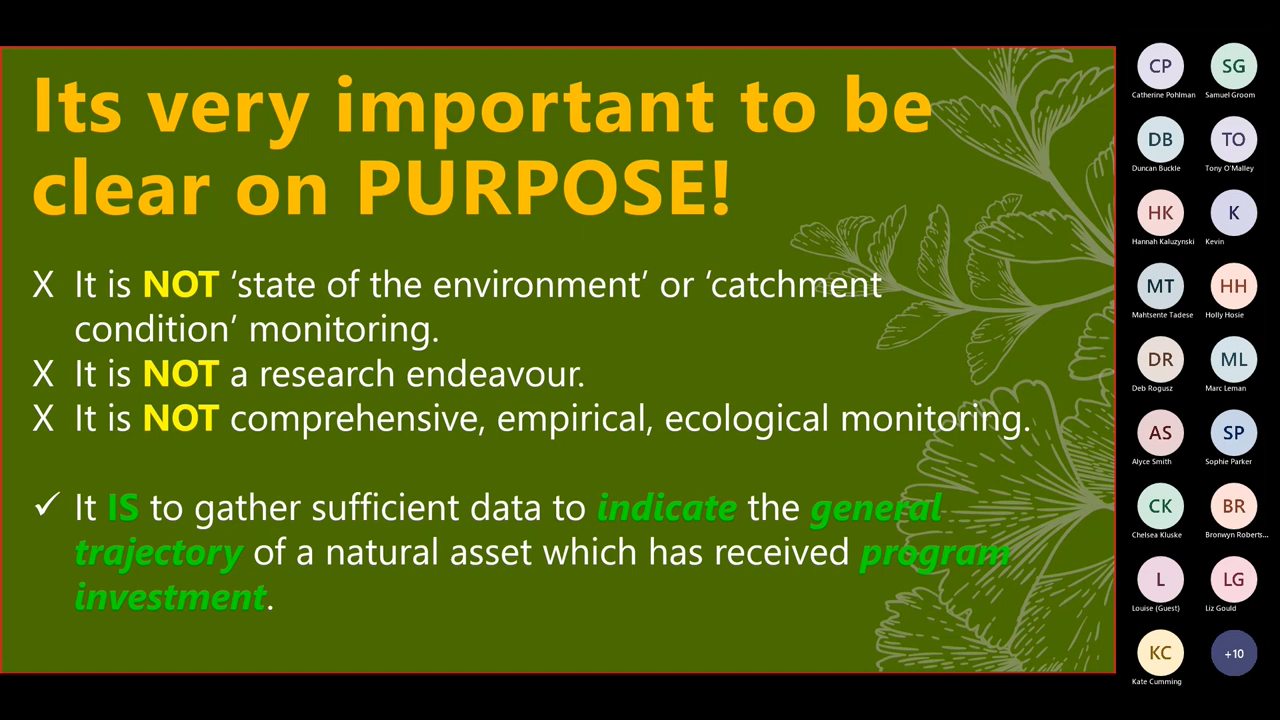 Its very important to be
clear on PURPOSE!
X It is NOT ‘state of the environment’ or ‘catchment
condition’ monitoring.
X It is NOT a research endeavour.
X It is NOT comprehensive, empirical, ecological monitoring.
✓ It IS to gather sufficient data to indicate the general
trajectory of a natural asset which has received program
investment.
CP SG
Catherine Pohlman Samuel Groom
DB TO
Duncan Buckle Tony O'Malley
HK K
Hannah Kaluzynski Kevin
MT HH
Mahtsente Tadese Holly Hosie
DR ML
Deb Rogusz Marc Leman
AS SP
Alyce Smith Sophie Parker
CK BR
Chelsea Kluske Bronwyn Roberts...
L LG
Louise (Guest) Liz Gould
KC +10
Kate Cumming